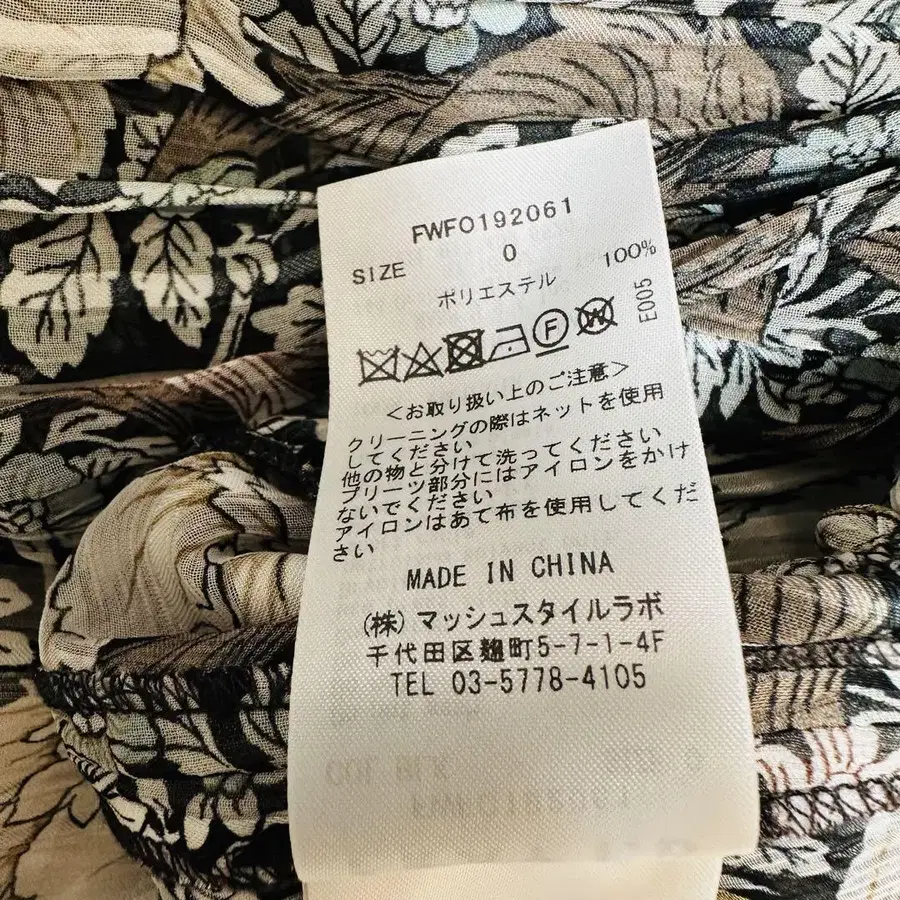 FWFO192061
SIZE 0
ポリエステル 100%
E005
F W
<お取り扱い上のご注意>
クリーニングの際はネットを使用
してください
他の物と分けて洗ってください
プリーツ部分にはアイロンをかけ
ないでください
アイロンはあて布を使用してくだ
さい
MADE IN CHINA
(株)マッシュスタイルラボ
千代田区麹町5-7-1-4F
TEL 03-5778-4105